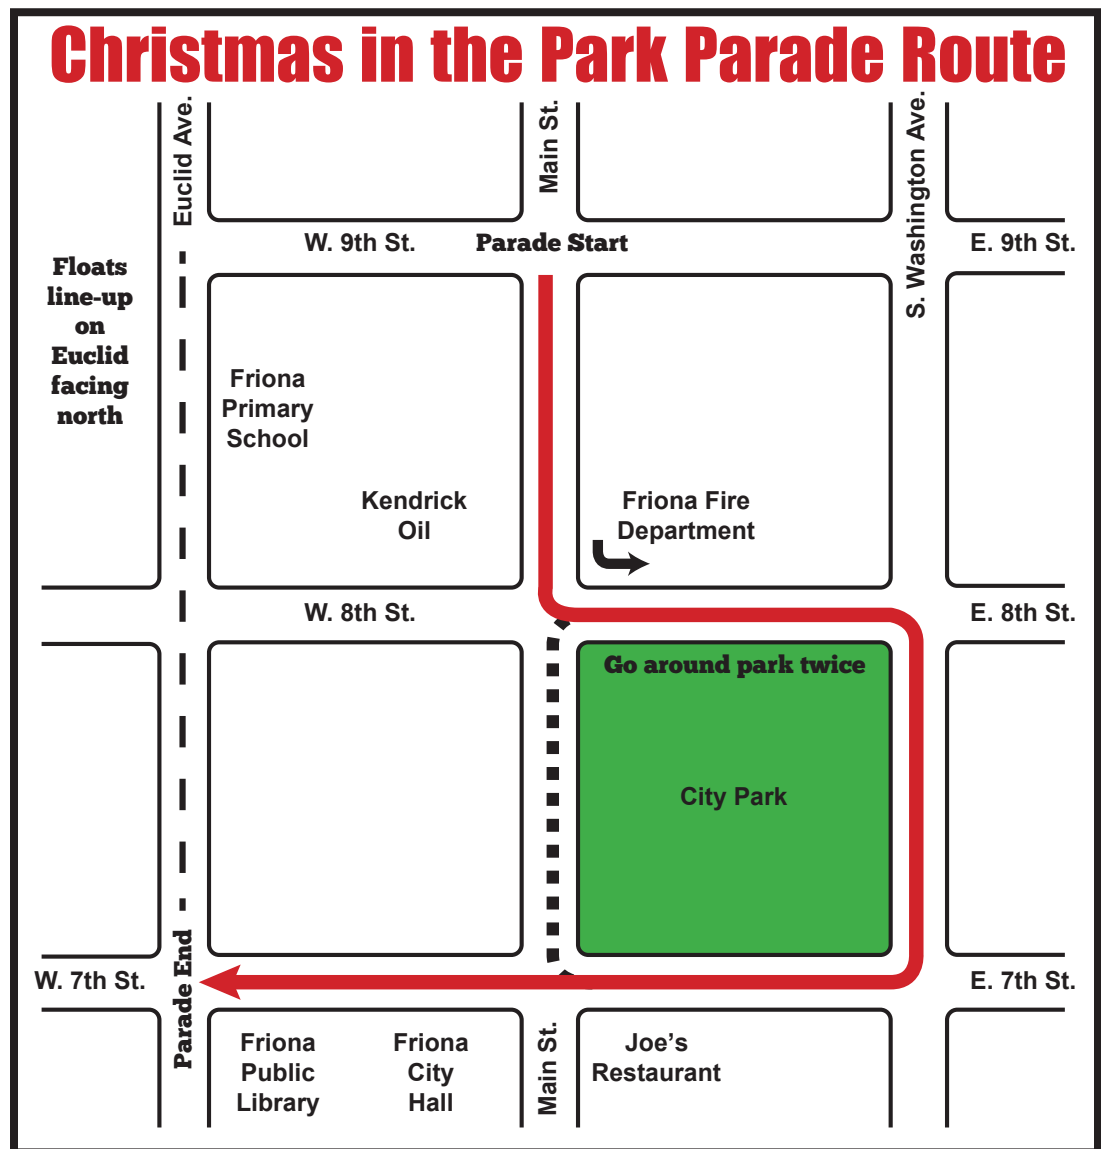 Christmas in the Park Parade Route
Euclid Ave.
Main St.
S. Washington Ave.
W. 9th St.
Parade Start
E. 9th St.
Floats
line-up
on
Euclid
facing
north
Friona
Primary
School
Kendrick
Oil
Friona Fire
Department
W. 8th St.
E. 8th St.
Go around park twice
City Park
W. 7th St.
Parade End
E. 7th St.
Friona
Public
Library
Friona
City
Hall
Main St.
Joe's
Restaurant